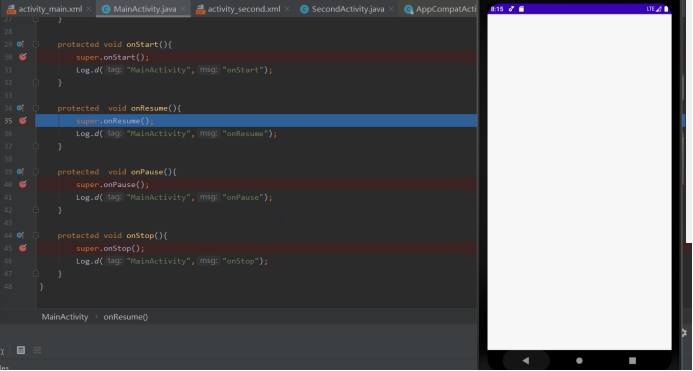 activity_main.xml × MainActivity.java × activity_second.xml × SecondActivity.java × AppCompatActi
27 }
28
29 protected void onStart(){
30 super.onStart();
31 Log.d( tag: "MainActivity", msg: "onStart");
32 }
33
34 protected void onResume(){
35 super.onResume();
36 Log.d( tag: "MainActivity", msg: "onResume");
37 }
38
39 protected void onPause(){
40 super.onPause();
41 Log.d( tag: "MainActivity", msg: "onPause");
42 }
43
44 protected void onStop(){
45 super.onStop();
46 Log.d( tag: "MainActivity", msg: "onStop");
47 }
48 }
MainActivity › onResume()
8:15 LTE